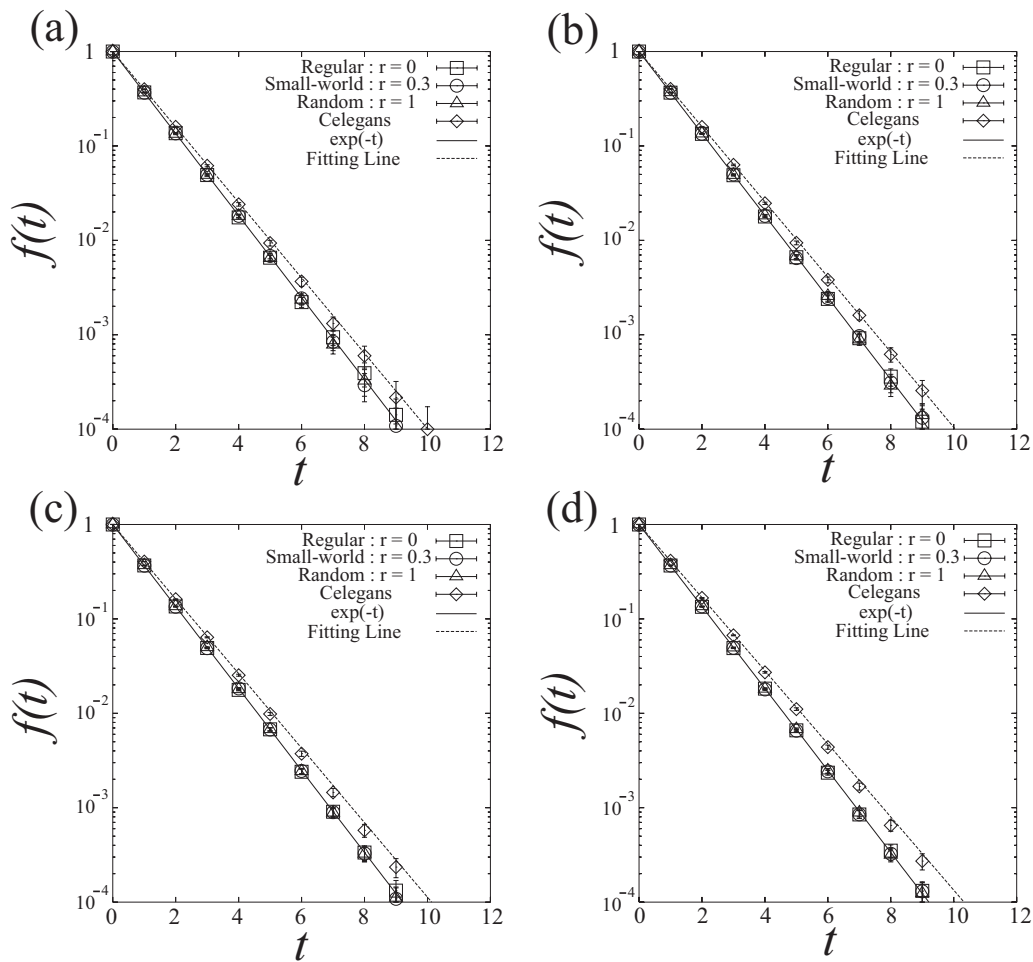 (a)
Regular : r = 0
Small-world : r = 0.3
Random : r = 1
Celegans
exp(-t)
Fitting Line
1
10⁻¹
10⁻²
10⁻³
10⁻⁴
f(t)
0 2 4 6 8 10 12
t
(b)
Regular : r = 0
Small-world : r = 0.3
Random : r = 1
Celegans
exp(-t)
Fitting Line
1
10⁻¹
10⁻²
10⁻³
10⁻⁴
f(t)
0 2 4 6 8 10 12
t
(c)
Regular : r = 0
Small-world : r = 0.3
Random : r = 1
Celegans
exp(-t)
Fitting Line
1
10⁻¹
10⁻²
10⁻³
10⁻⁴
f(t)
0 2 4 6 8 10 12
t
(d)
Regular : r = 0
Small-world : r = 0.3
Random : r = 1
Celegans
exp(-t)
Fitting Line
1
10⁻¹
10⁻²
10⁻³
10⁻⁴
f(t)
0 2 4 6 8 10 12
t